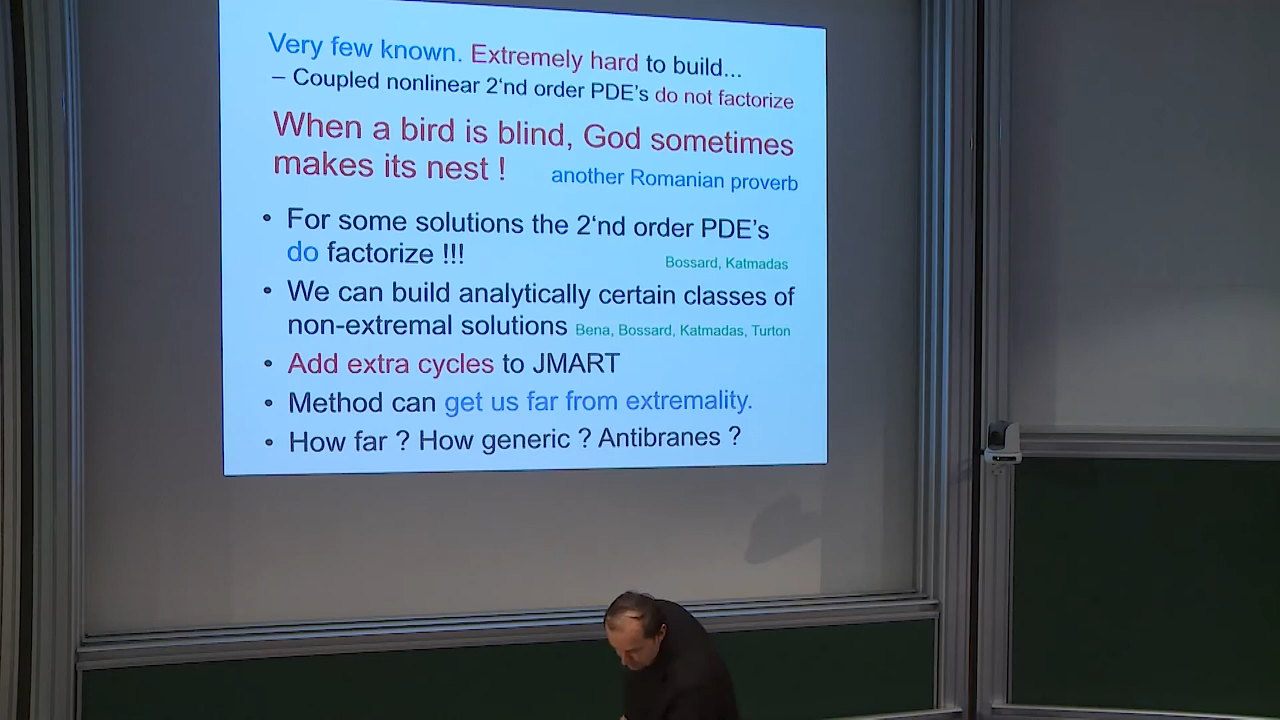 Very few known. Extremely hard to build...
– Coupled nonlinear 2'nd order PDE's do not factorize
When a bird is blind, God sometimes
makes its nest !
another Romanian proverb
• For some solutions the 2'nd order PDE's
do factorize !!!
Bossard, Katmadas
• We can build analytically certain classes of
non-extremal solutions Bena, Bossard, Katmadas, Turton
• Add extra cycles to JMART
• Method can get us far from extremality.
• How far ? How generic ? Antibranes ?